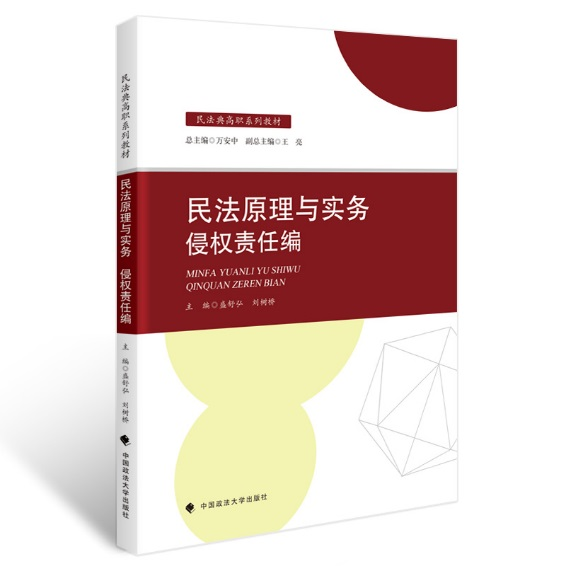 民法典高职系列教材
总主编◎万安中 副总主编◎王 亮
民法原理与实务
侵权责任编
MINFA YUANLI YU SHIWU
QINQUAN ZEREN BIAN
主 编◎盛舒弘 刘树桥
中国政法大学出版社
民法典高职系列教材
民法原理与实务 侵权责任编
主 编◎盛舒弘 刘树桥
中国政法大学出版社